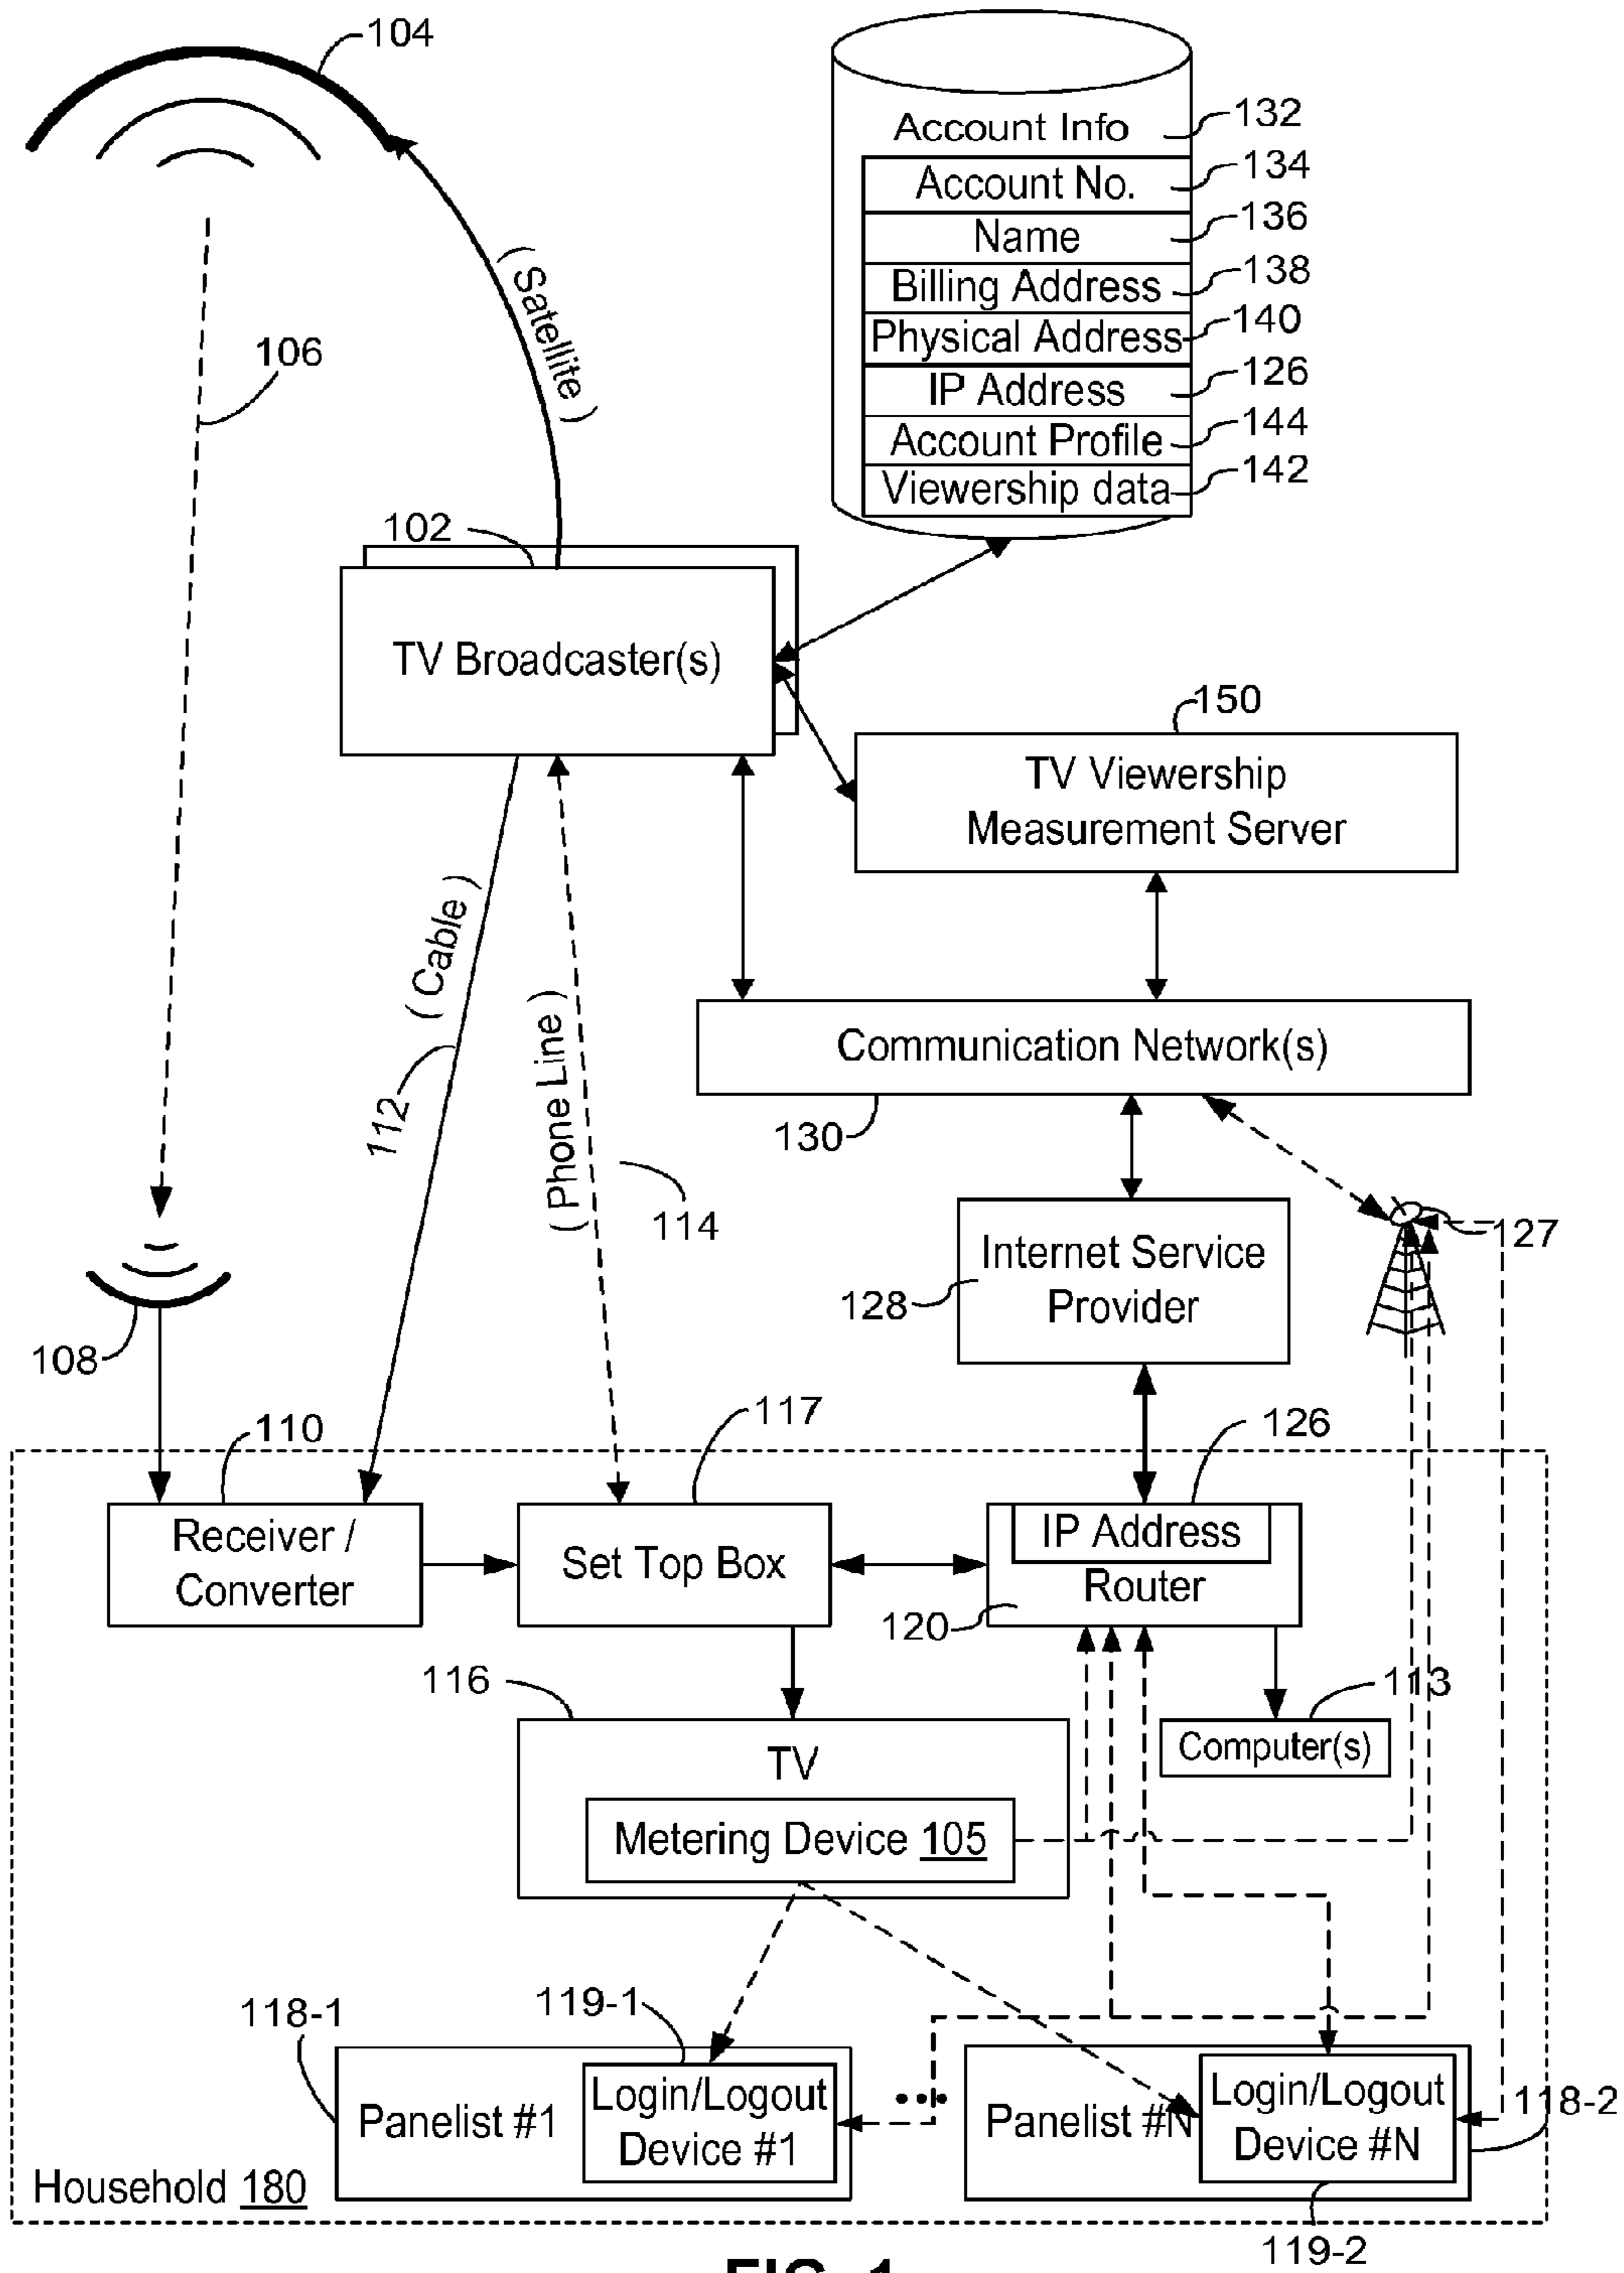 104
Account Info
132
Account No.
134
Name
136
Billing Address
138
Physical Address
140
IP Address
126
Account Profile
144
Viewership data
142
( Satellite )
106
102
TV Broadcaster(s)
150
TV Viewership
Measurement Server
( Cable )
112
( Phone Line )
114
Communication Network(s)
130
127
Internet Service
Provider
128
108
110
117
126
Receiver /
Converter
Set Top Box
IP Address
Router
120
116
113
TV
Computer(s)
Metering Device 105
118-1
119-1
Panelist #1
Login/Logout
Device #1
...
Panelist #N
Login/Logout
Device #N
118-2
Household 180
119-2
FIG. 1